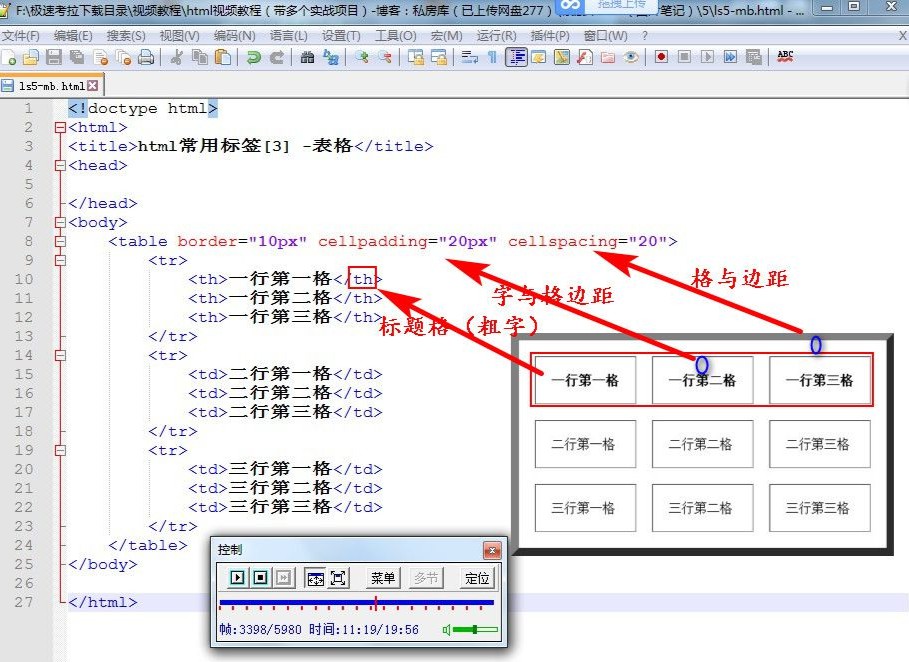 F:\极速考拉下载目录\视频教程\html视频教程（带多个实战项目）-博客：私房库（已上传网盘277）
拖拽上传
笔记）\5\ls5-mb.html - ...
文件(F) 编辑(E) 搜索(S) 视图(V) 编码(N) 语言(L) 设置(T) 工具(O) 宏(M) 运行(R) 插件(P) 窗口(W) ? X
ABC
ls5-mb.html
1 <!doctype html>
2 <html>
3 <title>html常用标签[3] -表格</title>
4 <head>
5
6 </head>
7 <body>
8 <table border="10px" cellpadding="20px" cellspacing="20">
9 <tr>
10 <th>一行第一格</th>
11 <th>一行第二格</th>
12 <th>一行第三格</th>
13 </tr>
14 <tr>
15 <td>二行第一格</td>
16 <td>二行第二格</td>
17 <td>二行第三格</td>
18 </tr>
19 <tr>
20 <td>三行第一格</td>
21 <td>三行第二格</td>
22 <td>三行第三格</td>
23 </tr>
24 </table>
25 </body>
26
27 </html>
格与边距
字与格边距
标题格（粗字）
一行第一格 一行第二格 一行第三格
二行第一格 二行第二格 二行第三格
三行第一格 三行第二格 三行第三格
控制
菜单 多节 定位
帧:3398/5980 时间:11:19/19:56